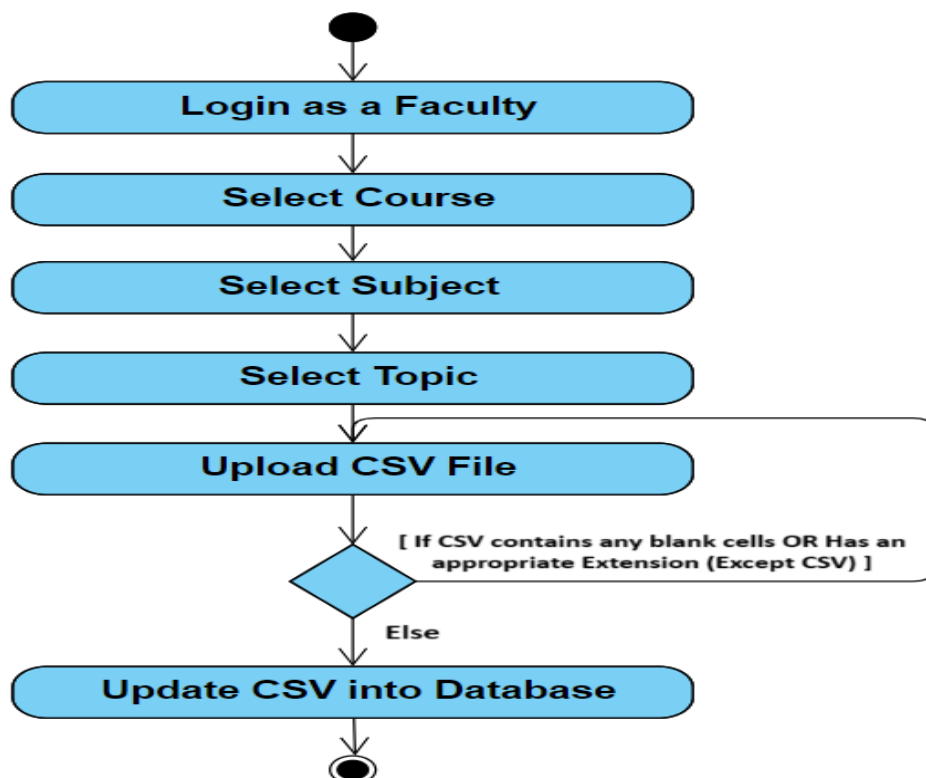 Login as a Faculty
Select Course
Select Subject
Select Topic
Upload CSV File
[ If CSV contains any blank cells OR Has an
appropriate Extension (Except CSV) ]
Else
Update CSV into Database